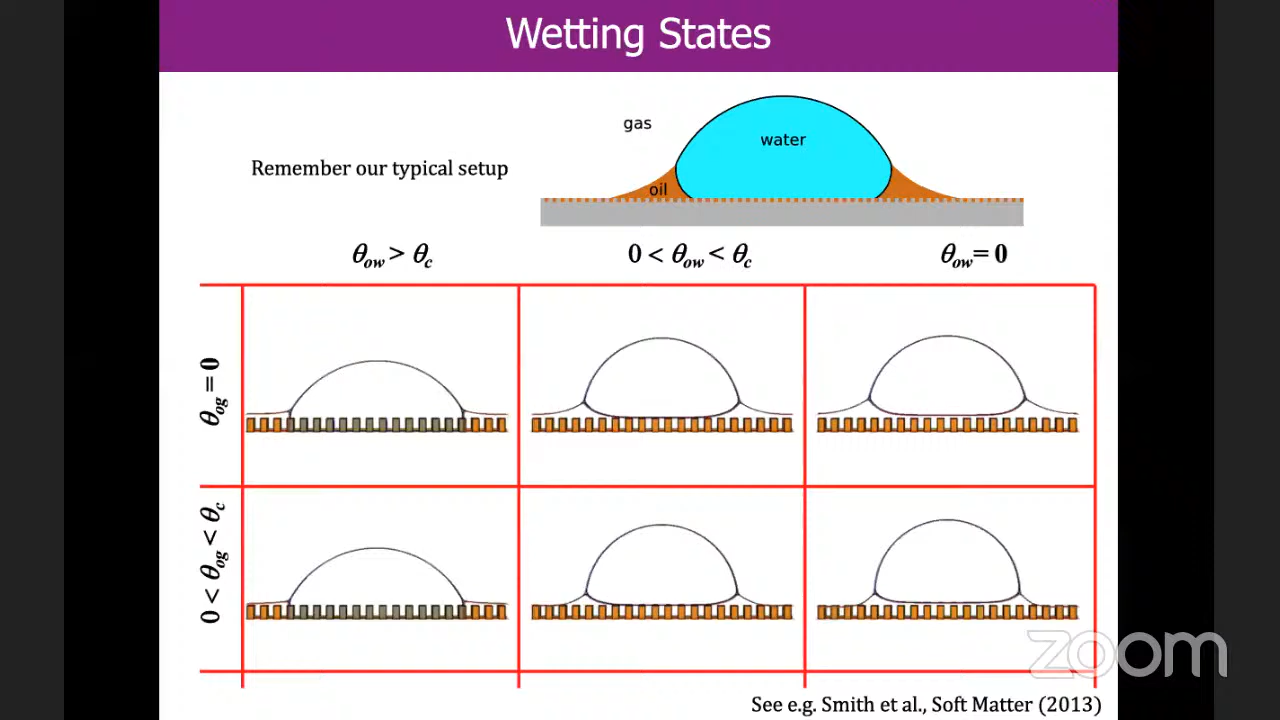 Wetting States
gas
water
Remember our typical setup
oil
θow > θc
0 < θow < θc
θow = 0
θog = 0
0 < θog < θc
zoom
See e.g. Smith et al., Soft Matter (2013)